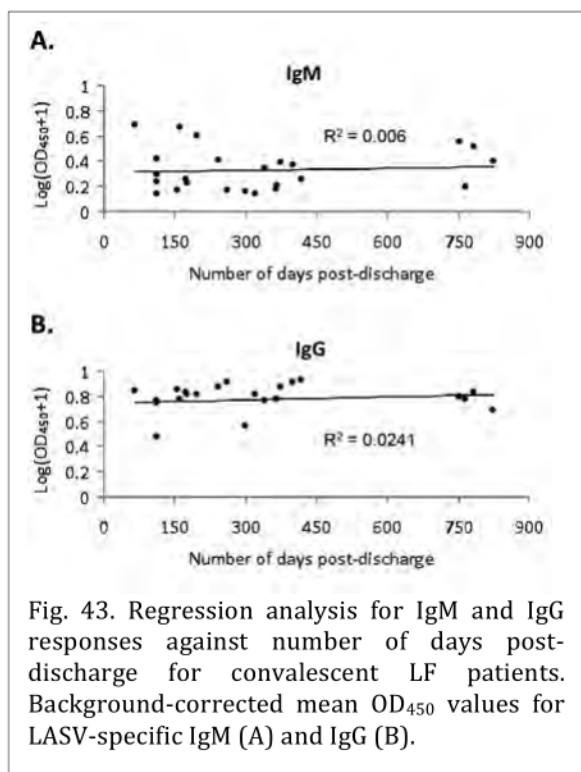 A.
IgM
1
0.8
0.6
0.4
0.2
0
Log(OD₄₅₀+1)
R² = 0.006
0 150 300 450 600 750 900
Number of days post-discharge
B.
IgG
1
0.8
0.6
0.4
0.2
0
Log(OD₄₅₀+1)
R² = 0.0241
0 150 300 450 600 750 900
Number of days post-discharge
Fig. 43. Regression analysis for IgM and IgG
responses against number of days post-
discharge for convalescent LF patients.
Background-corrected mean OD₄₅₀ values for
LASV-specific IgM (A) and IgG (B).